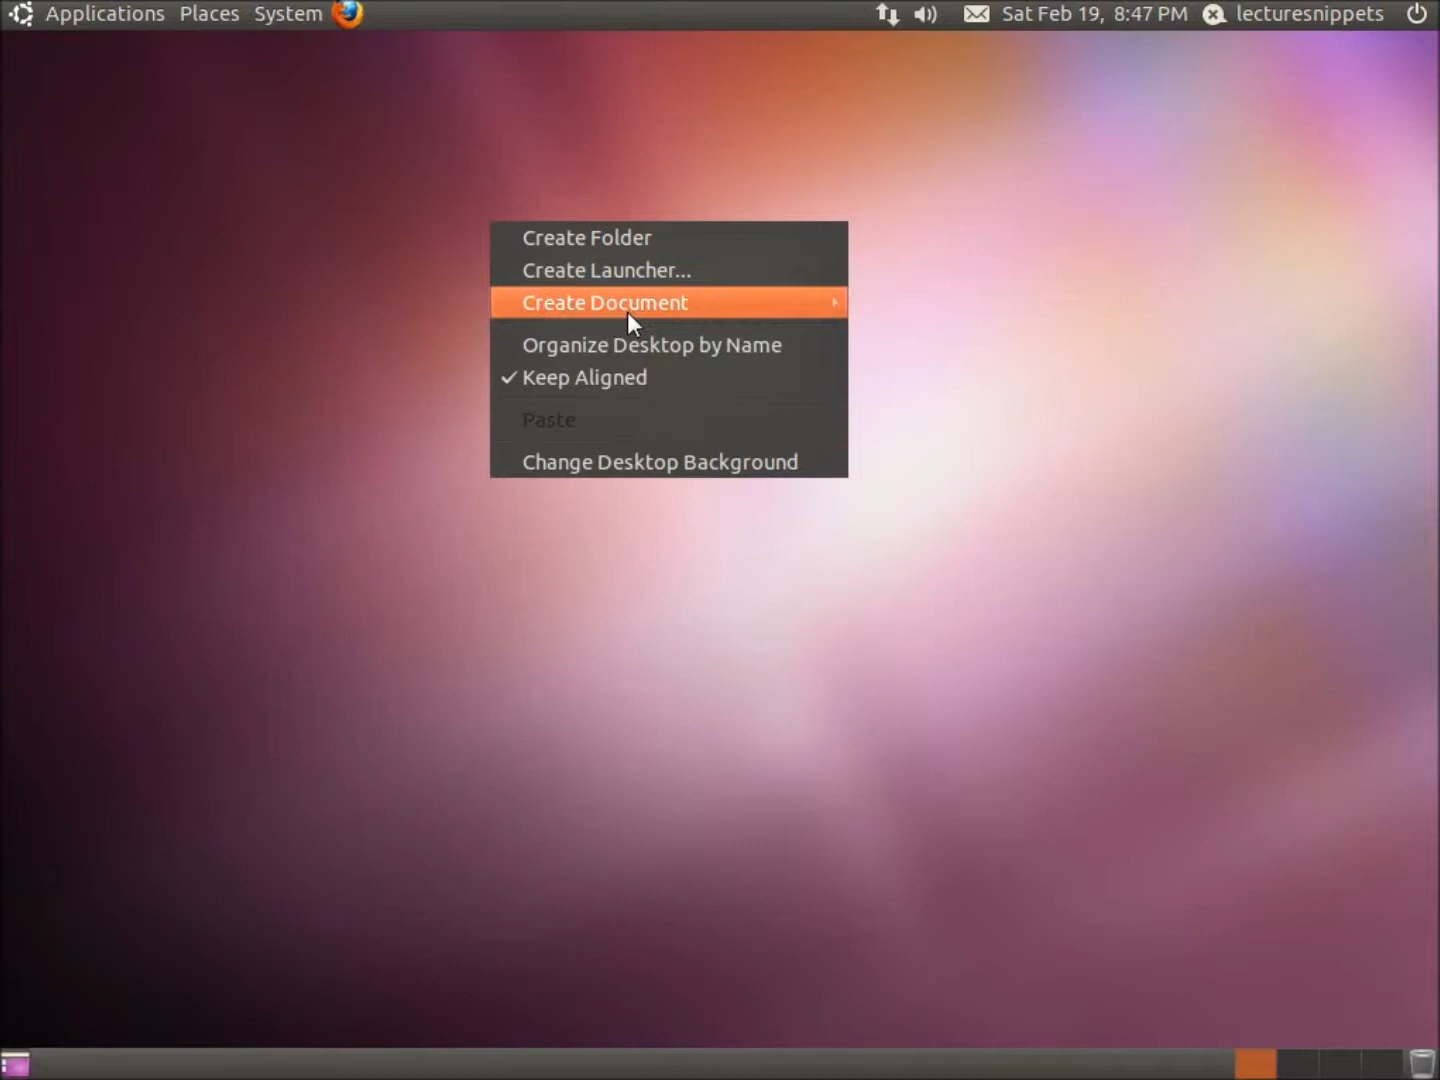 Applications Places System Sat Feb 19, 8:47 PM lecturesnippets
Create Folder
Create Launcher...
Create Document
Organize Desktop by Name
Keep Aligned
Paste
Change Desktop Background